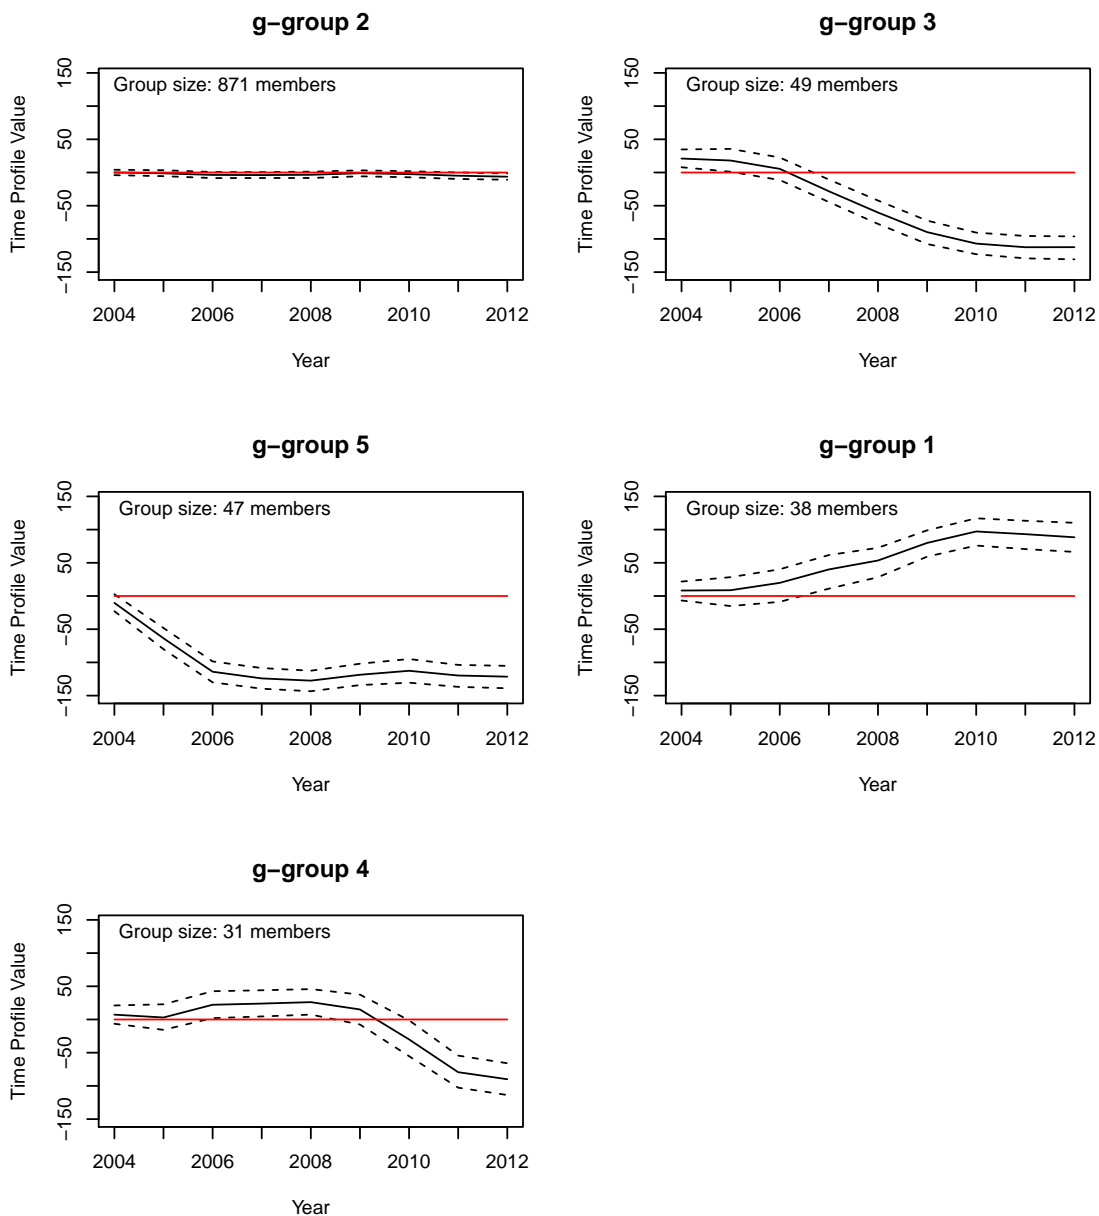 g−group 2
Group size: 871 members
Time Profile Value
150
50
−50
−150
2004 2006 2008 2010 2012
Year
g−group 3
Group size: 49 members
Time Profile Value
150
50
−50
−150
2004 2006 2008 2010 2012
Year
g−group 5
Group size: 47 members
Time Profile Value
150
50
−50
−150
2004 2006 2008 2010 2012
Year
g−group 1
Group size: 38 members
Time Profile Value
150
50
−50
−150
2004 2006 2008 2010 2012
Year
g−group 4
Group size: 31 members
Time Profile Value
150
50
−50
−150
2004 2006 2008 2010 2012
Year